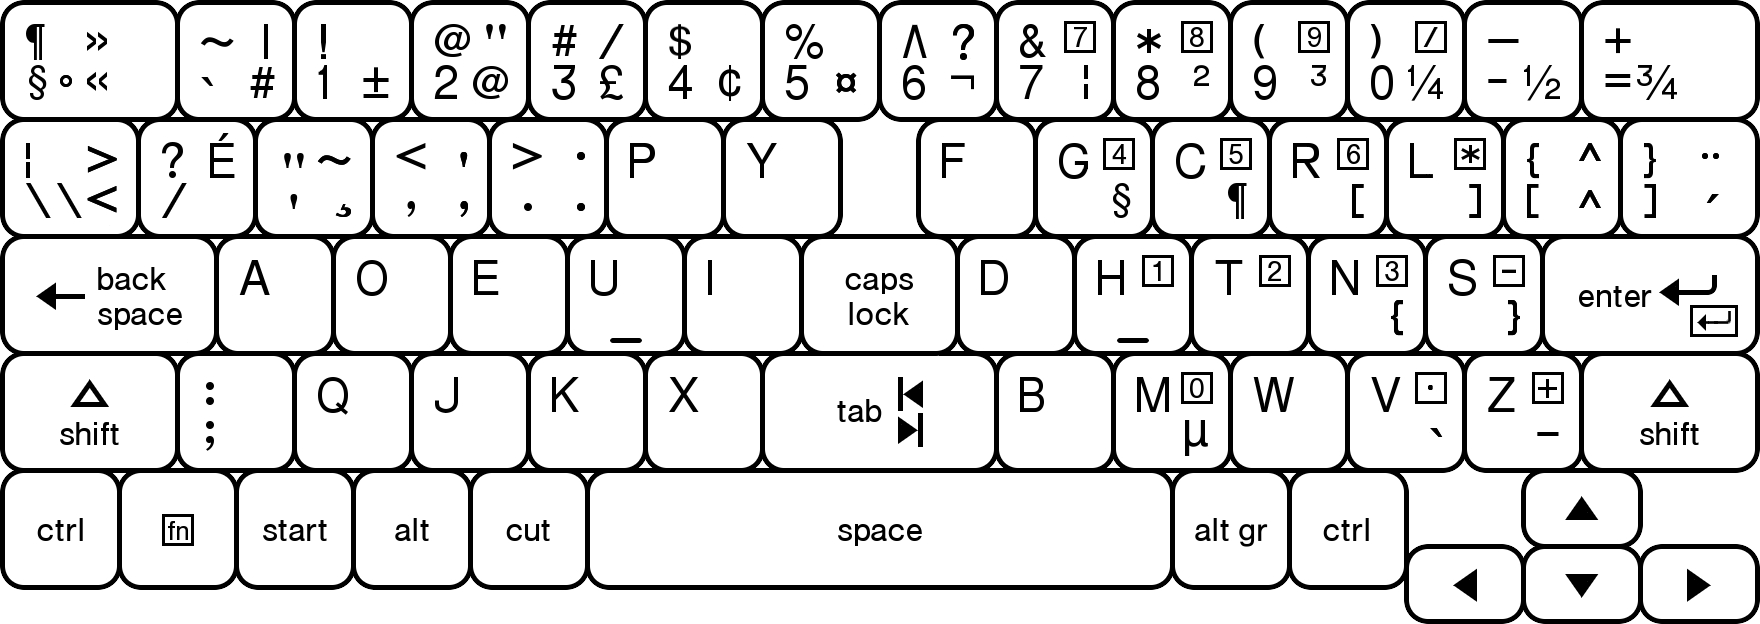 ¶ » ~ | ! @ " # / $ % ∧ ? & 7 * 8 ( 9 ) / — +
§ ° « ` # 1 ± 2 @ 3 £ 4 ¢ 5 ¤ 6 ¬ 7 ¦ 8 ² 9 ³ 0 ¼ - ½ = ¾
¦ > ? É " ~ < ' > · P Y F G 4 C 5 R 6 L * { ^ } ¨
\ \ < / ' ¸ , , . . § ¶ [ ] [ ^ ] ´
back A O E U I caps D H 1 T 2 N 3 S - enter
space _ lock _ { }
: Q J K X tab B M 0 W V · Z +
shift ; µ ` – shift
ctrl fn start alt cut space alt gr ctrl